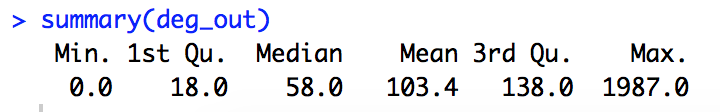 > summary(deg_out)
Min. 1st Qu. Median Mean 3rd Qu. Max.
0.0 18.0 58.0 103.4 138.0 1987.0